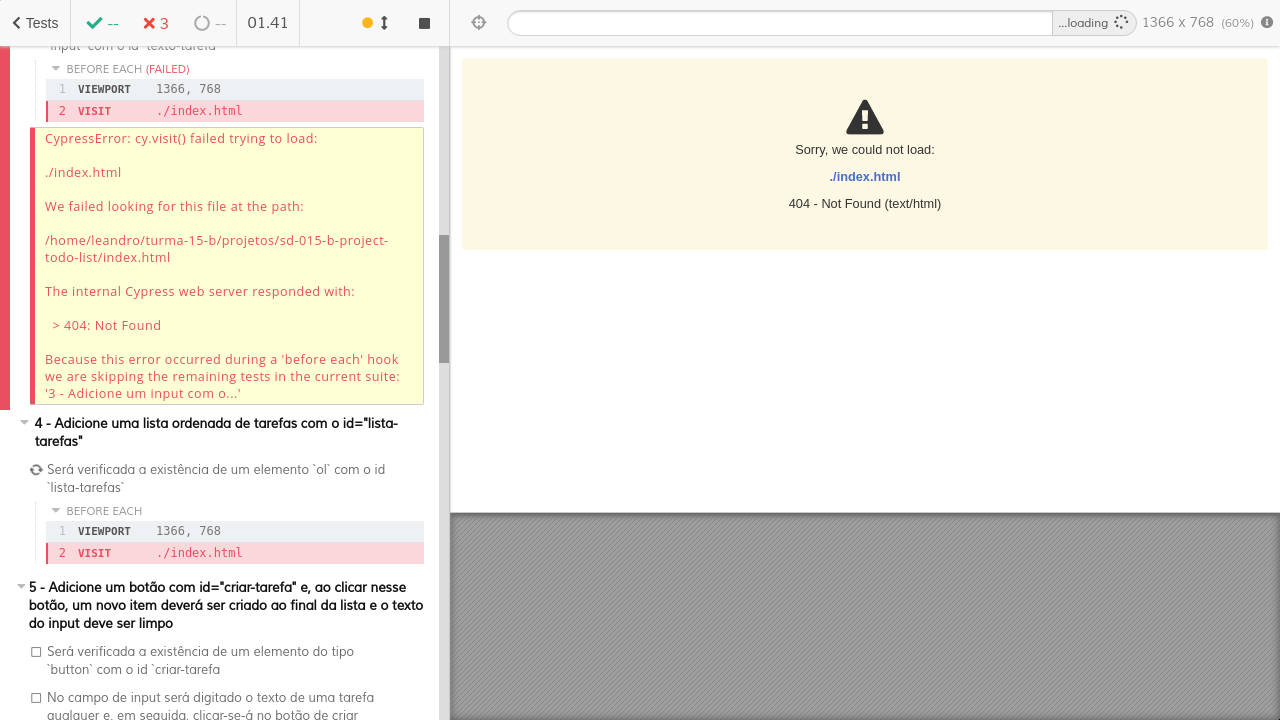 Tests
--
3
--
01.41
...loading
1366 x 768 (60%)
`input` com o id `texto-tarefa`
BEFORE EACH (FAILED)
1 VIEWPORT 1366, 768
2 VISIT ./index.html
CypressError: cy.visit() failed trying to load:
./index.html
We failed looking for this file at the path:
/home/leandro/turma-15-b/projetos/sd-015-b-project-
todo-list/index.html
The internal Cypress web server responded with:
> 404: Not Found
Because this error occurred during a 'before each' hook
we are skipping the remaining tests in the current suite:
'3 - Adicione um input com o...'
4 - Adicione uma lista ordenada de tarefas com o id="lista-
tarefas"
Será verificada a existência de um elemento `ol` com o id
`lista-tarefas`
BEFORE EACH
1 VIEWPORT 1366, 768
2 VISIT ./index.html
5 - Adicione um botão com id="criar-tarefa" e, ao clicar nesse
botão, um novo item deverá ser criado ao final da lista e o texto
do input deve ser limpo
Será verificada a existência de um elemento do tipo
`button` com o id `criar-tarefa
No campo de input será digitado o texto de uma tarefa
qualquer e, em seguida, clicar-se-á no botão de criar
Sorry, we could not load:
./index.html
404 - Not Found (text/html)